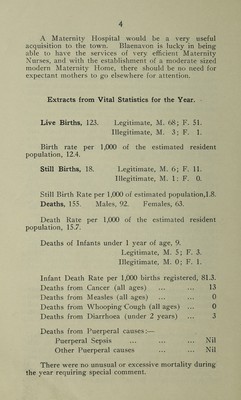 4
A Maternity Hospital would be a very useful
acquisition to the town. Blaenavon is lucky in being
able to have the services of very efficient Maternity
Nurses, and with the establishment of a moderate sized
modern Maternity Home, there should be no need for
expectant mothers to go elsewhere for attention.
Extracts from Vital Statistics for the Year.
Live Births, 123. Legitimate, M. 68; F. 51.
Illegitimate, M. 3; F. 1.
Birth rate per 1,000 of the estimated resident
population, 12.4.
Still Births, 18. Legitimate, M. 6; F. 11.
Illegitimate, M. 1: F. 0.
Still Birth Rate per 1,000 of estimated population,1.8.
Deaths, 155. Males, 92. Females, 63.
Death Rate per 1,000 of the estimated resident
population, 15.7.
Deaths of Infants under 1 year of age, 9.
Legitimate, M. 5; F. 3.
Illegitimate, M. 0; F. 1.
Infant Death Rate per 1,000 births registered, 81.3.
Deaths from Cancer (all ages) ... ... 13
Deaths from Measles (all ages) ... ... 0
Deaths from Whooping Cough (all ages) ... 0
Deaths from Diarrhoea (under 2 years) ... 3
Deaths from Puerperal causes:—
Puerperal Sepsis ... ... ... Nil
Other Puerperal causes ... ... Nil
There were no unusual or excessive mortality during
the year requiring special comment.